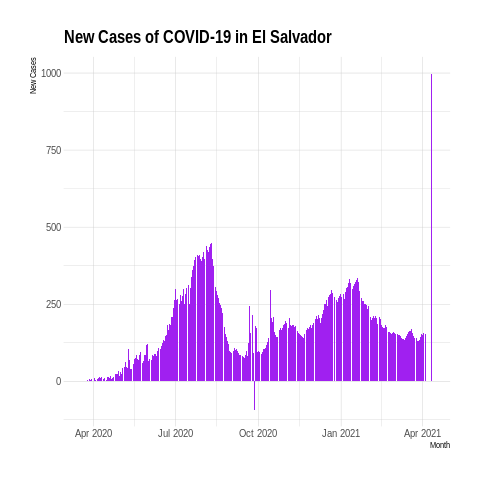 New Cases of COVID-19 in El Salvador
New Cases
1000
750
500
250
0
Apr 2020 Jul 2020 Oct 2020 Jan 2021 Apr 2021
Month